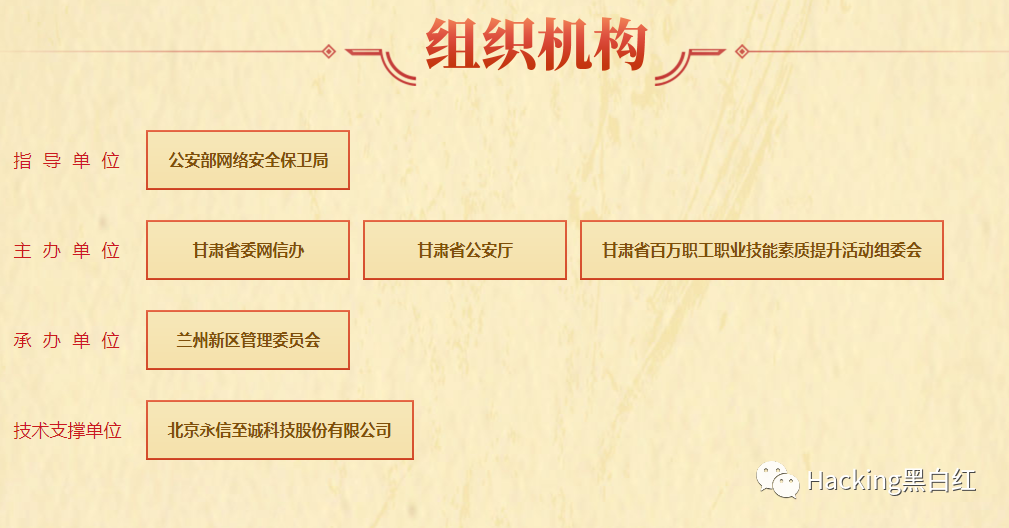 组织机构
指导单位 公安部网络安全保卫局
主办单位 甘肃省委网信办 甘肃省公安厅 甘肃省百万职工职业技能素质提升活动组委会
承办单位 兰州新区管理委员会
技术支撑单位 北京永信至诚科技股份有限公司
Hacking黑白红